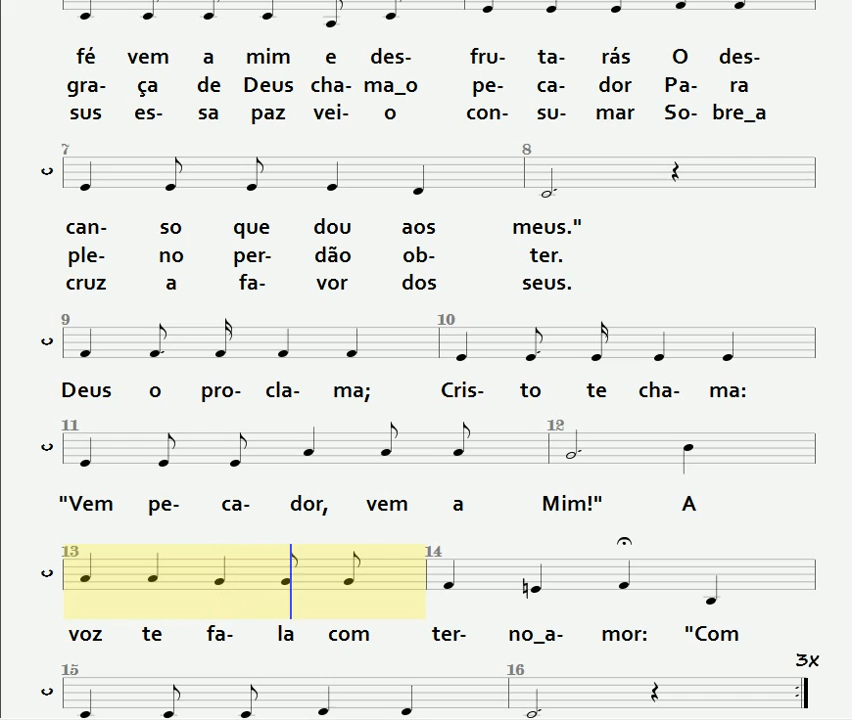 fé vem a mim e des- fru- ta- rás O des-
gra- ça de Deus cha- ma_o pe- ca- dor Pa- ra
sus es- sa paz vei- o con- su- mar So- bre_a
7 8
can- so que dou aos meus."
ple- no per- dão ob- ter.
cruz a fa- vor dos seus.
9 10
Deus o pro- cla- ma; Cris- to te cha- ma:
11 12
"Vem pe- ca- dor, vem a Mim!" A
13 14
voz te fa- la com ter- no_a- mor: "Com
3x
15 16